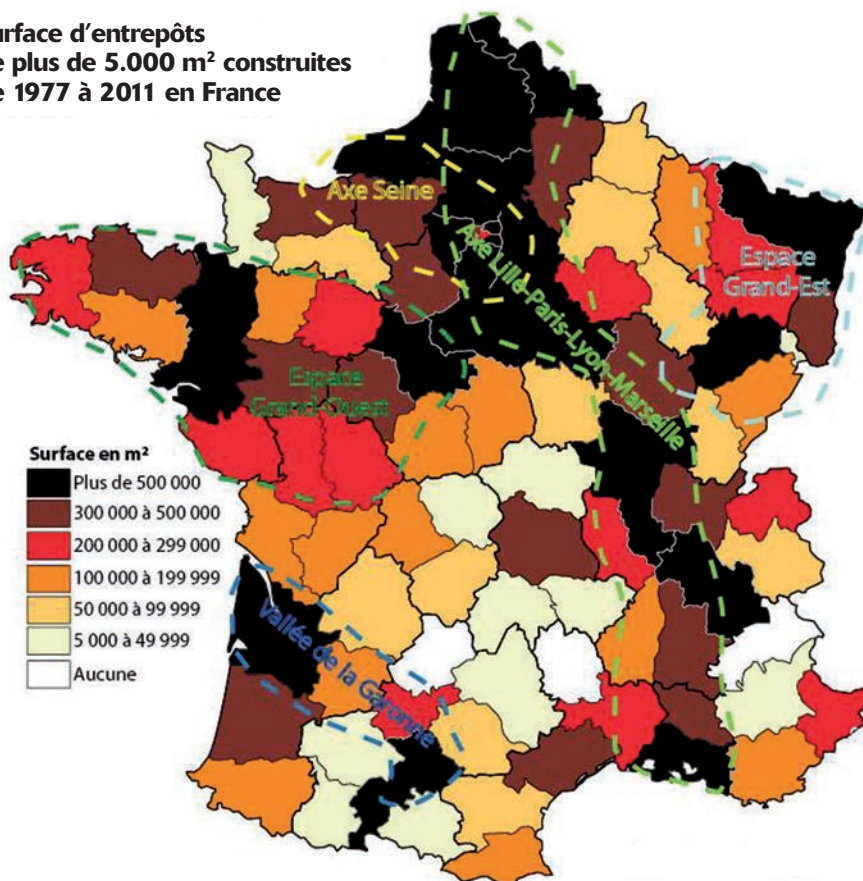 urface d'entrepôts
e plus de 5.000 m² construites
e 1977 à 2011 en France
Axe Seine
Axe Lille-Paris-Lyon-Marseille
Espace
Grand-Est
Espace
Grand-Ouest
Vallée de la Garonne
Surface en m²
Plus de 500 000
300 000 à 500 000
200 000 à 299 000
100 000 à 199 999
50 000 à 99 999
5 000 à 49 999
Aucune